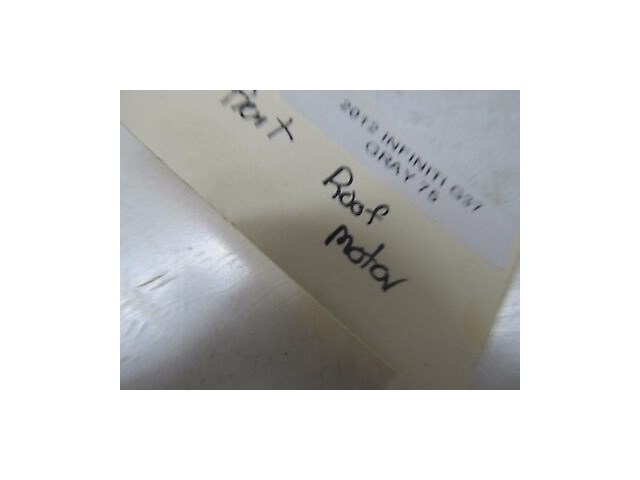 front
Roof
motor
2012 INFINITI G37
GRAY 75